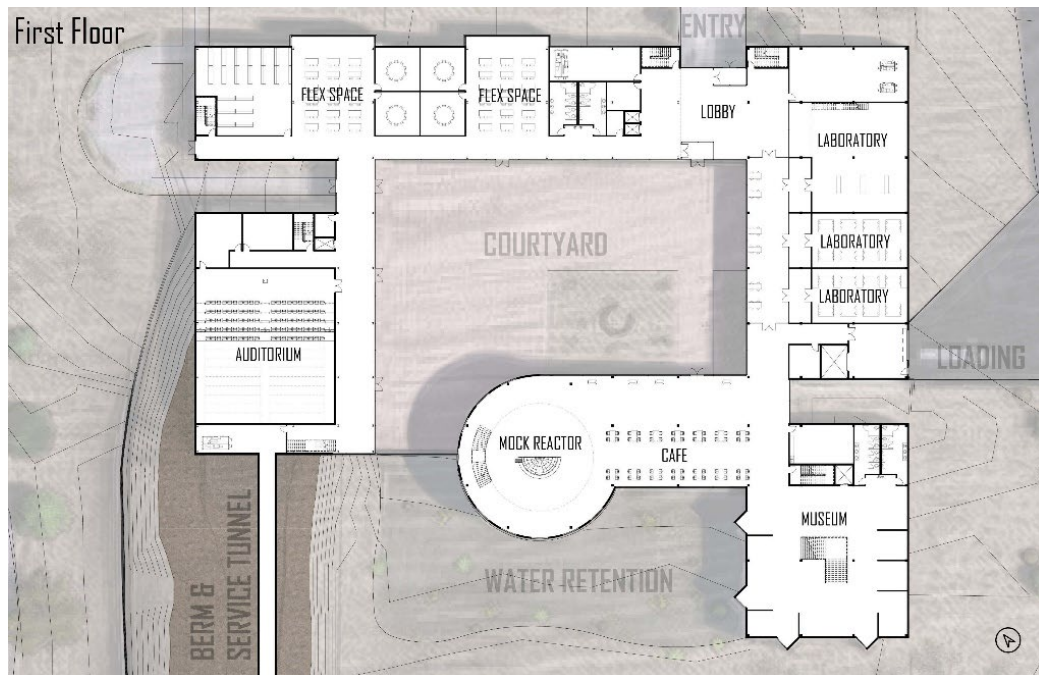 First Floor
ENTRY
FLEX SPACE
FLEX SPACE
LOBBY
LABORATORY
COURTYARD
LABORATORY
LABORATORY
AUDITORIUM
LOADING
MOCK REACTOR
CAFE
MUSEUM
WATER RETENTION
BERM &
SERVICE TUNNEL